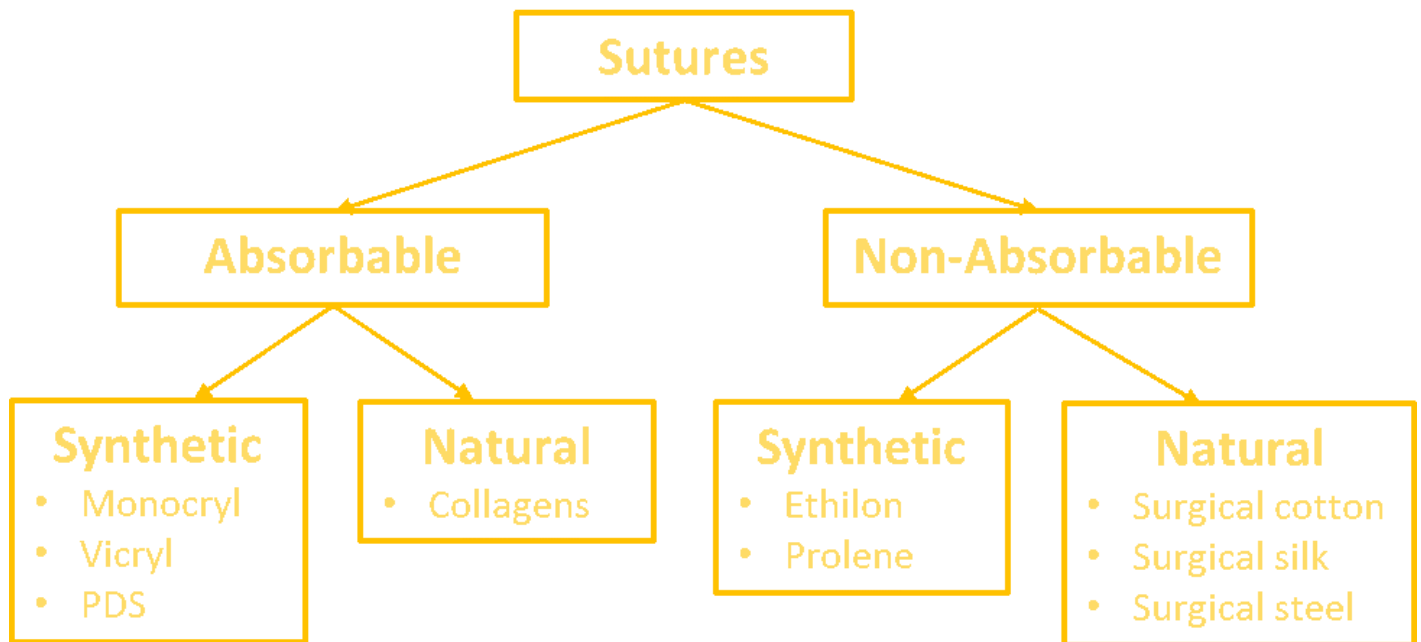 Sutures
Absorbable
Non-Absorbable
Synthetic
• Monocryl
• Vicryl
• PDS
Natural
• Collagens
Synthetic
• Ethilon
• Prolene
Natural
• Surgical cotton
• Surgical silk
• Surgical steel